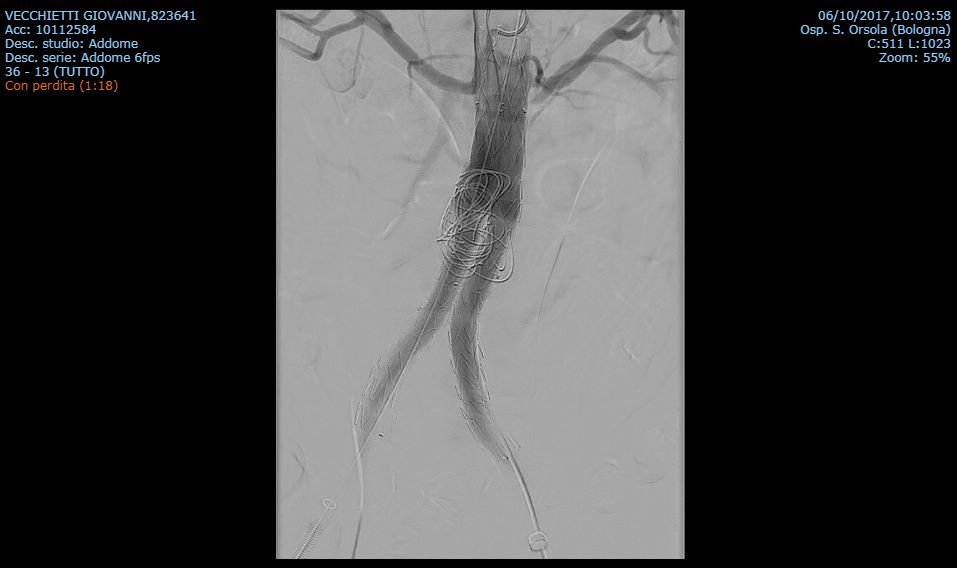 VECCHIETTI GIOVANNI,823641
Acc: 10112584
Desc. studio: Addome
Desc. serie: Addome 6fps
36 - 13 (TUTTO)
Con perdita (1:18)
06/10/2017,10:03:58
Osp. S. Orsola (Bologna)
C:511 L:1023
Zoom: 55%